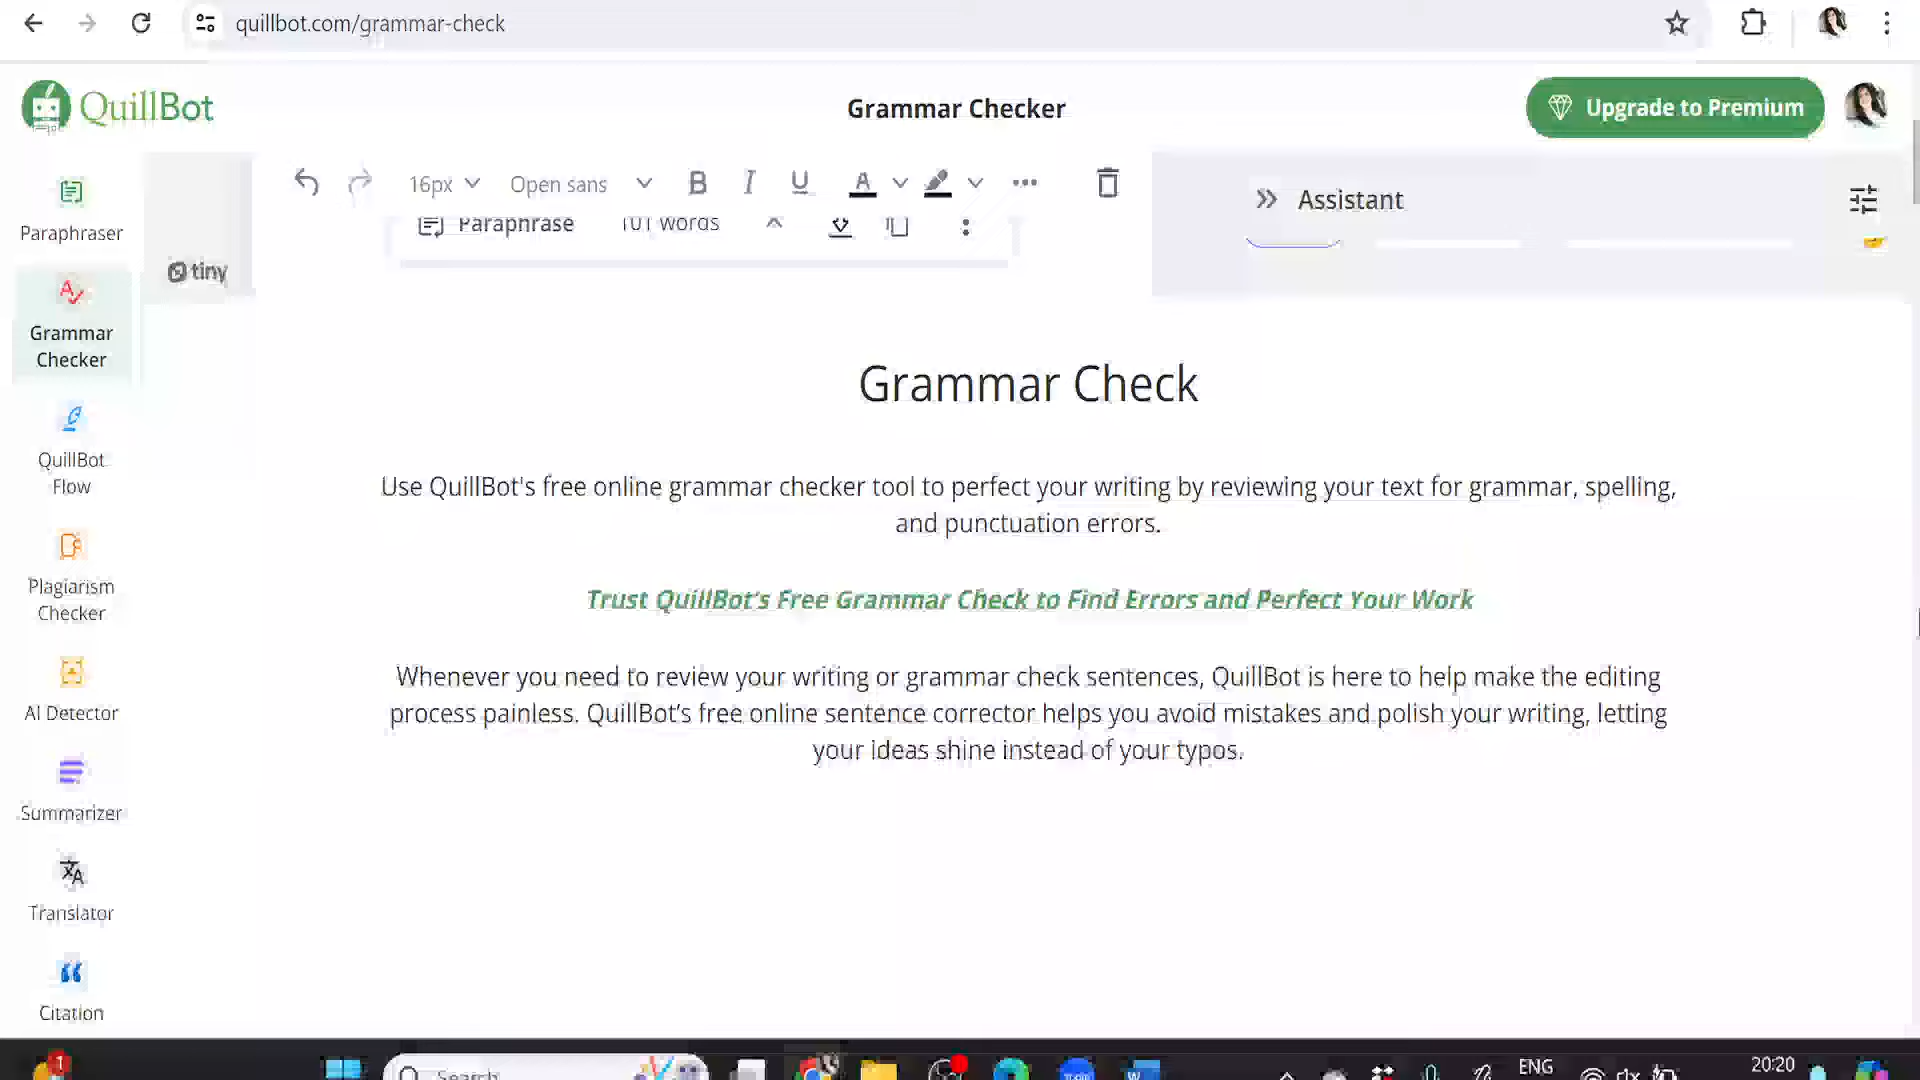 quillbot.com/grammar-check
QuillBot
Grammar Checker
Upgrade to Premium
16px
Open sans
B I U A
Assistant
Paraphrase
101 words
tiny
Paraphraser
Grammar
Checker
QuillBot
Flow
Plagiarism
Checker
AI Detector
Summarizer
Translator
Citation
Grammar Check
Use QuillBot's free online grammar checker tool to perfect your writing by reviewing your text for grammar, spelling,
and punctuation errors.
Trust QuillBot's Free Grammar Check to Find Errors and Perfect Your Work
Whenever you need to review your writing or grammar check sentences, QuillBot is here to help make the editing
process painless. QuillBot's free online sentence corrector helps you avoid mistakes and polish your writing, letting
your ideas shine instead of your typos.
1
Search
ENG
20:20